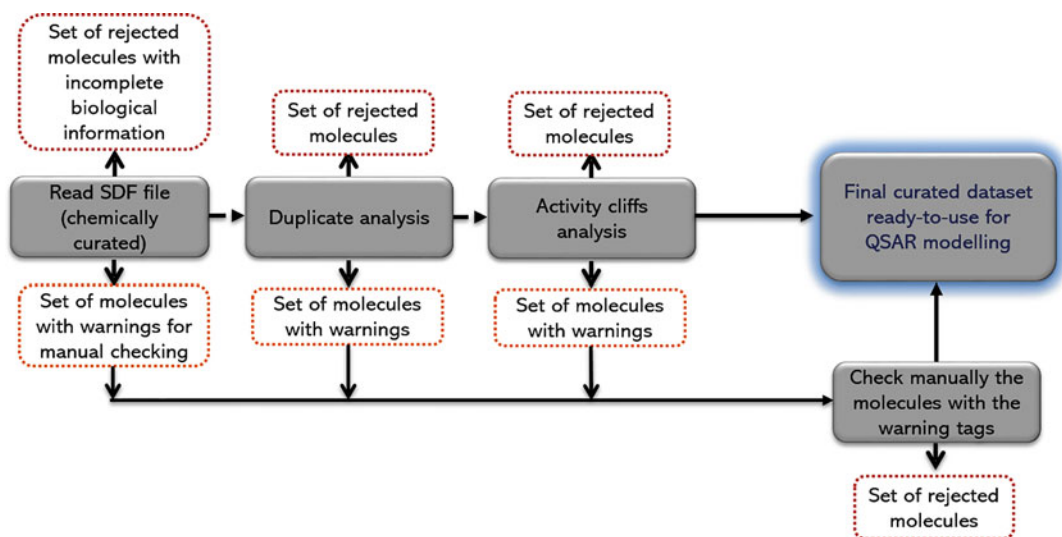 Set of rejected
molecules with
incomplete
biological
information
Set of rejected
molecules
Set of rejected
molecules
Read SDF file
(chemically
curated)
Duplicate analysis
Activity cliffs
analysis
Final curated dataset
ready-to-use for
QSAR modelling
Set of molecules
with warnings for
manual checking
Set of molecules
with warnings
Set of molecules
with warnings
Check manually the
molecules with the
warning tags
Set of rejected
molecules